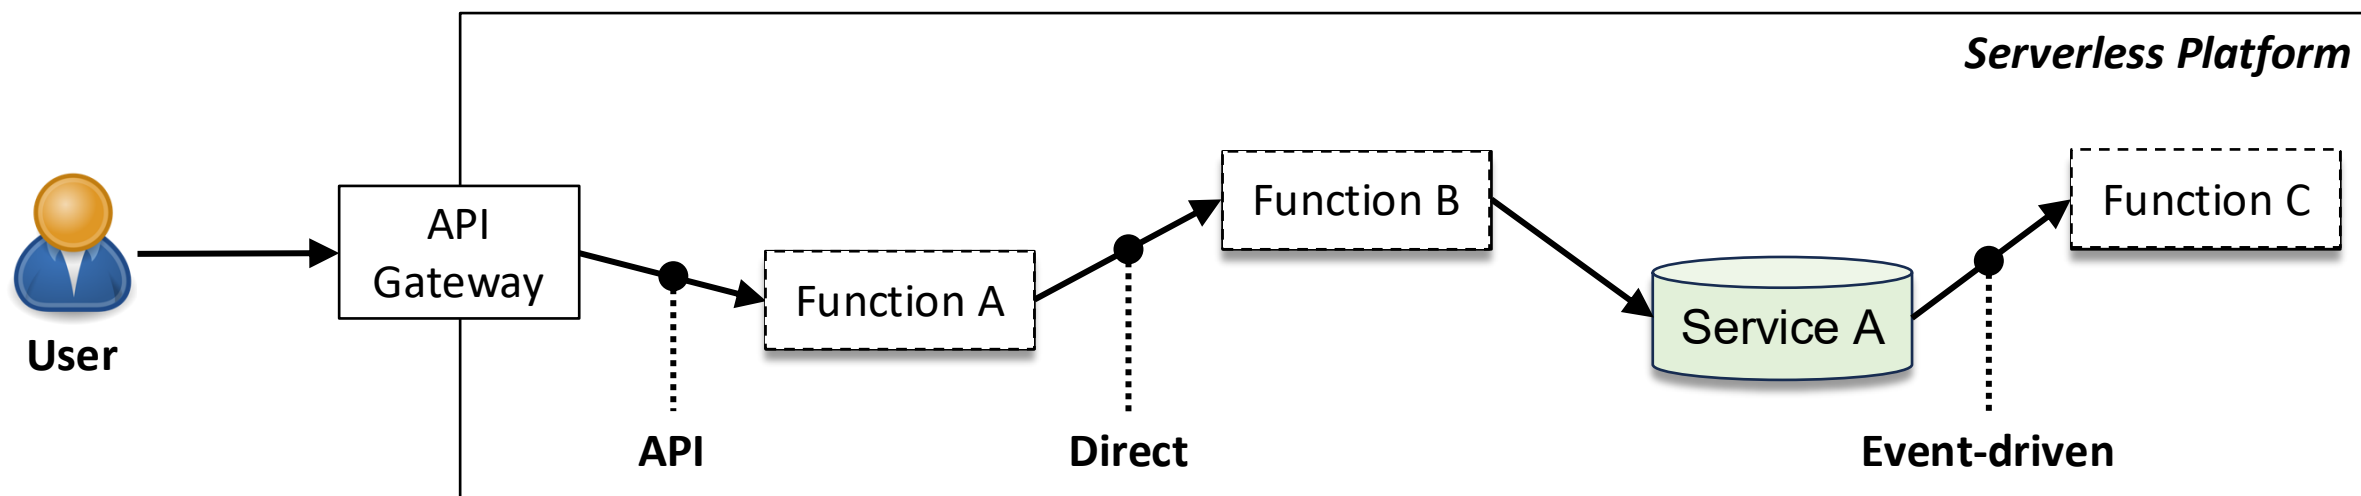 Serverless Platform
User
API
Gateway
Function A
Function B
Service A
Function C
API
Direct
Event-driven